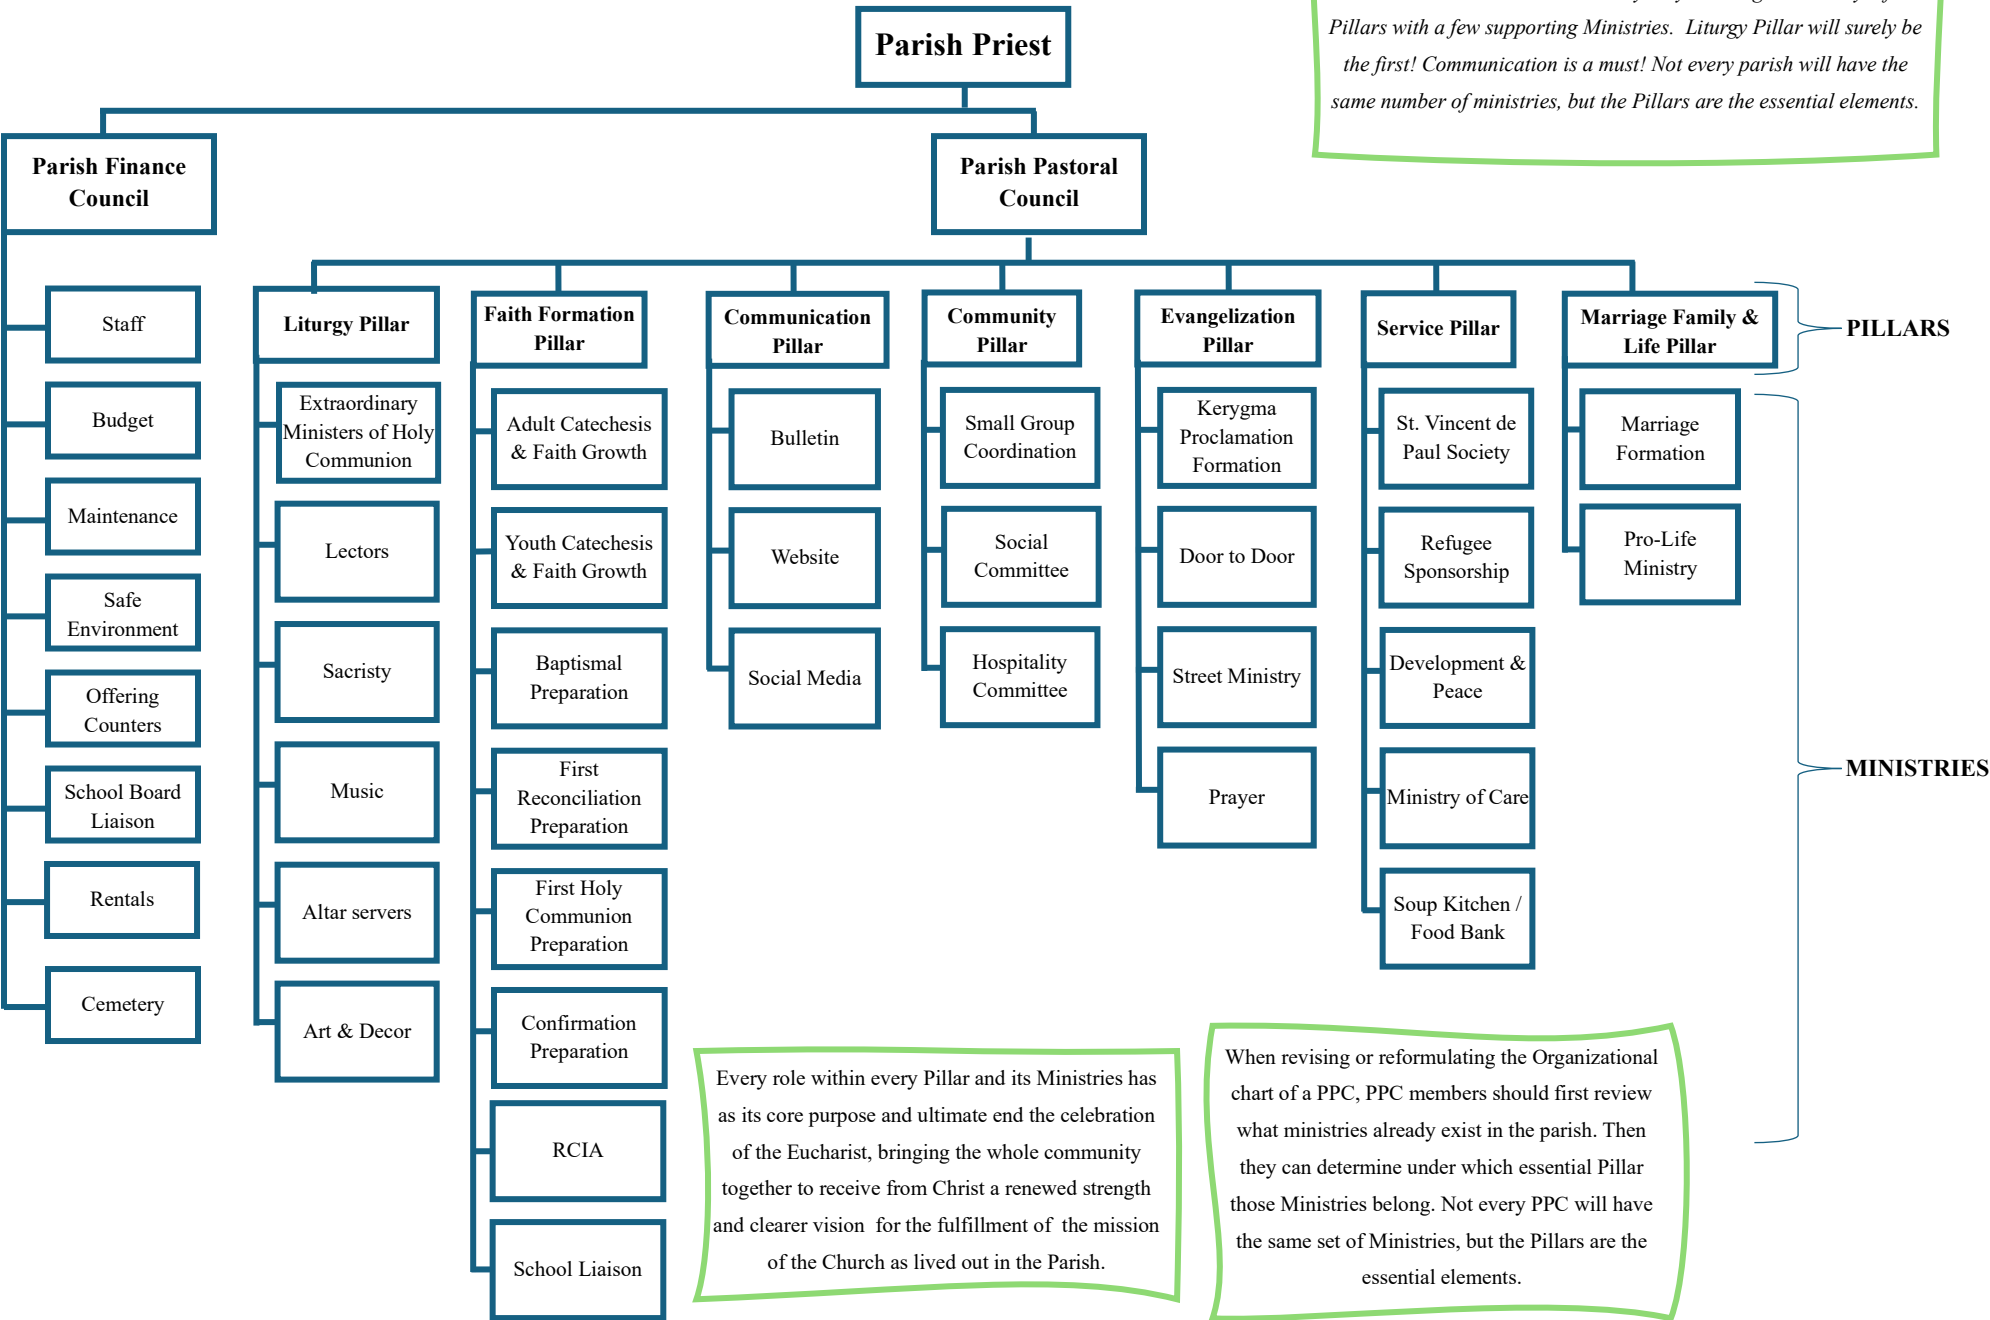 Parish Priest
Pillars with a few supporting Ministries. Liturgy Pillar will surely be
the first! Communication is a must! Not every parish will have the
same number of ministries, but the Pillars are the essential elements.
Parish Finance
Council
Parish Pastoral
Council
Staff
Budget
Maintenance
Safe
Environment
Offering
Counters
School Board
Liaison
Rentals
Cemetery
Liturgy Pillar
Extraordinary
Ministers of Holy
Communion
Lectors
Sacristy
Music
Altar servers
Art & Decor
Faith Formation
Pillar
Adult Catechesis
& Faith Growth
Youth Catechesis
& Faith Growth
Baptismal
Preparation
First
Reconciliation
Preparation
First Holy
Communion
Preparation
Confirmation
Preparation
RCIA
School Liaison
Communication
Pillar
Bulletin
Website
Social Media
Community
Pillar
Small Group
Coordination
Social
Committee
Hospitality
Committee
Evangelization
Pillar
Kerygma
Proclamation
Formation
Door to Door
Street Ministry
Prayer
Service Pillar
St. Vincent de
Paul Society
Refugee
Sponsorship
Development &
Peace
Ministry of Care
Soup Kitchen /
Food Bank
Marriage Family &
Life Pillar
Marriage
Formation
Pro-Life
Ministry
PILLARS
MINISTRIES
Every role within every Pillar and its Ministries has
as its core purpose and ultimate end the celebration
of the Eucharist, bringing the whole community
together to receive from Christ a renewed strength
and clearer vision for the fulfillment of the mission
of the Church as lived out in the Parish.
When revising or reformulating the Organizational
chart of a PPC, PPC members should first review
what ministries already exist in the parish. Then
they can determine under which essential Pillar
those Ministries belong. Not every PPC will have
the same set of Ministries, but the Pillars are the
essential elements.